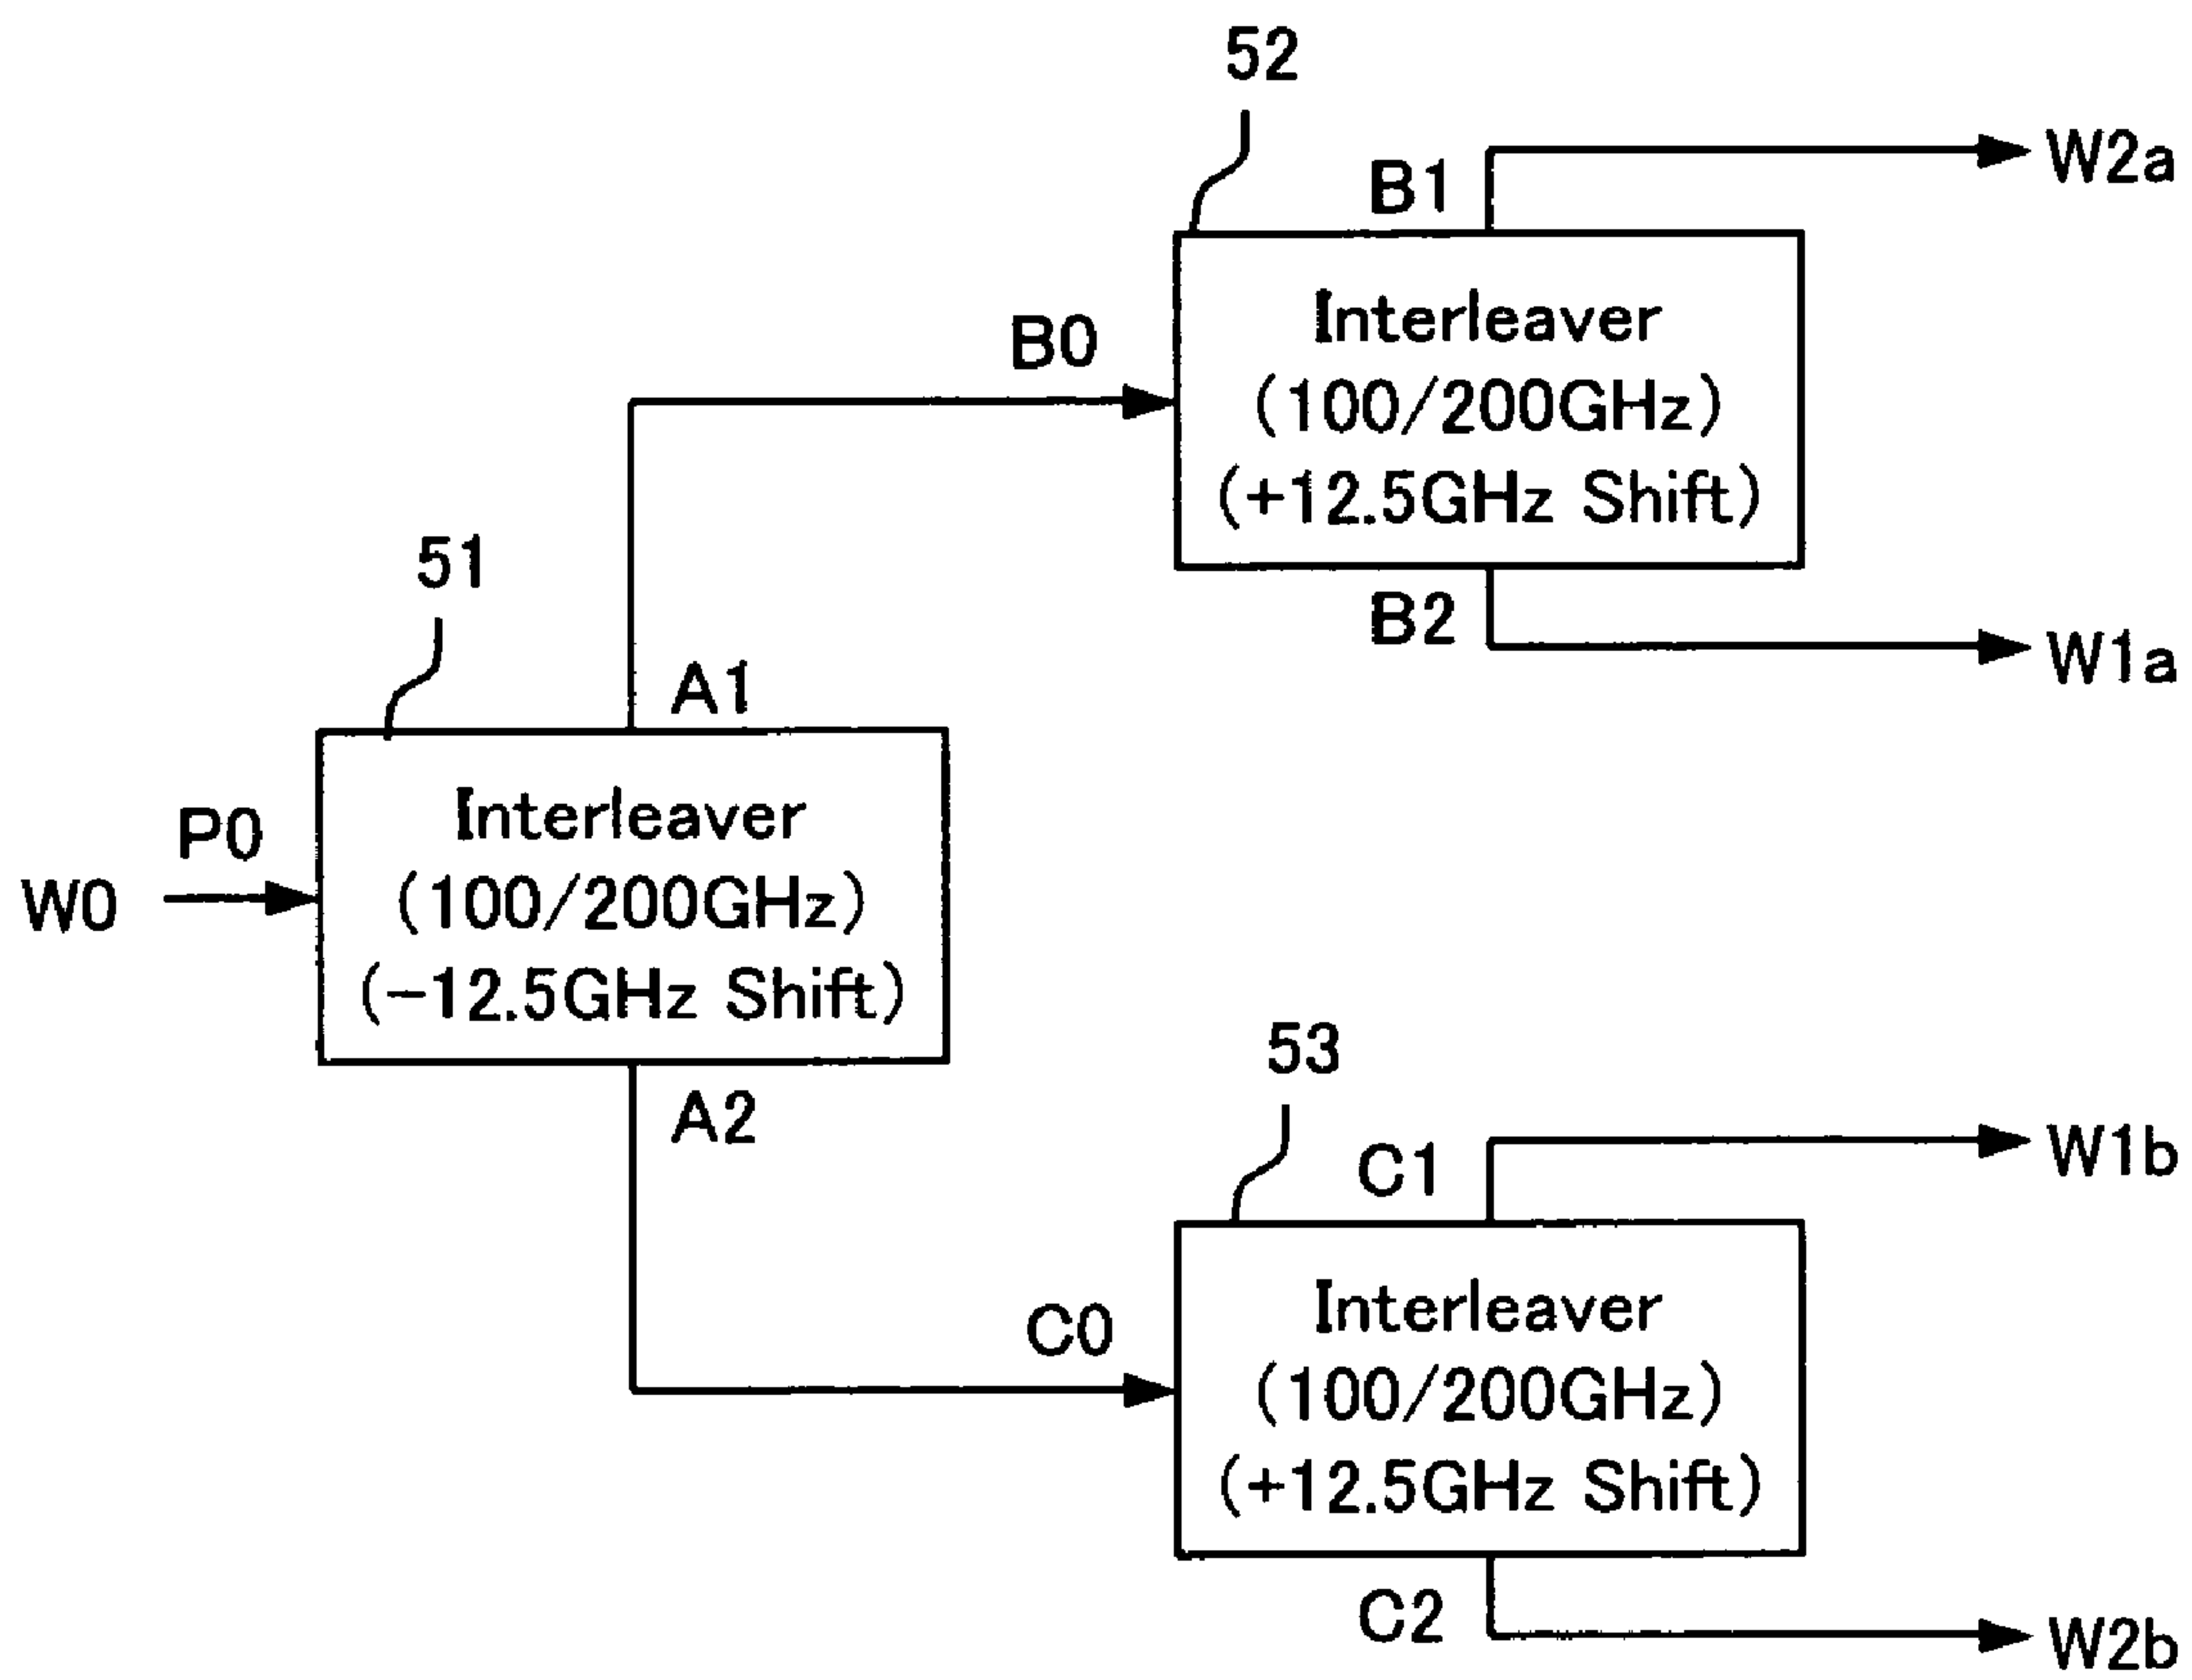 52
B1
W2a
B0
Interleaver
(100/200GHz)
(+12.5GHz Shift)
B2
W1a
51
A1
P0
W0
Interleaver
(100/200GHz)
(-12.5GHz Shift)
A2
53
C1
W1b
C0
Interleaver
(100/200GHz)
(+12.5GHz Shift)
C2
W2b